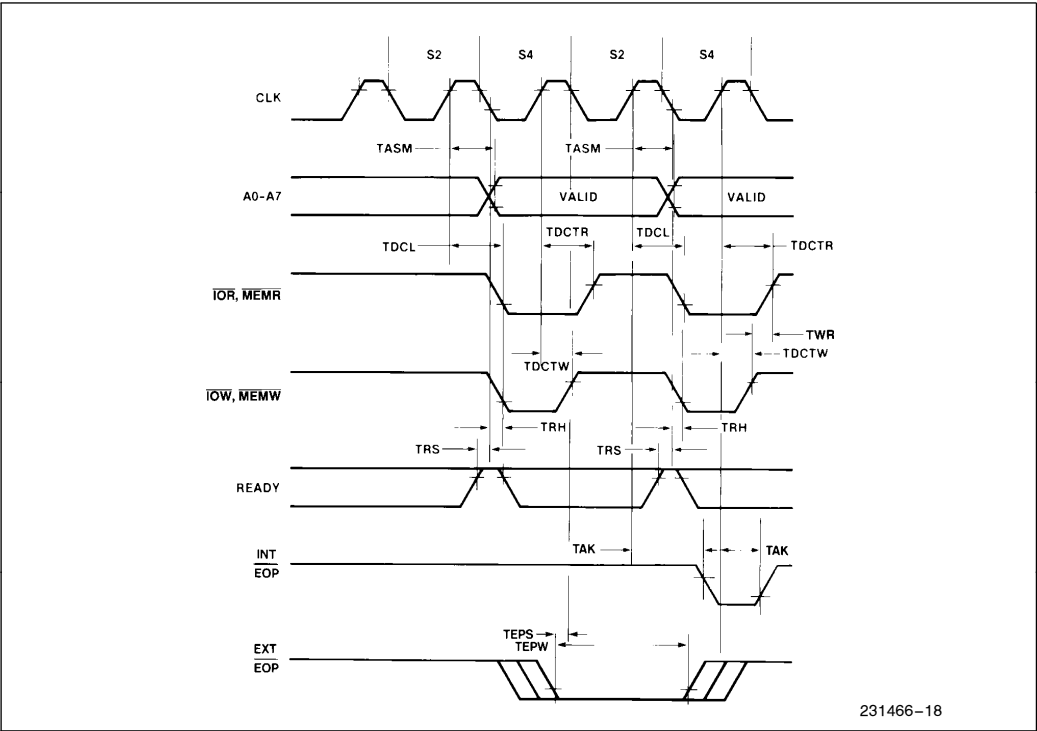 S2 S4 S2 S4
CLK
TASM TASM
A0-A7 VALID VALID
TDCL TDCTR TDCL TDCTR
IOR, MEMR
TWR
TDCTW TDCTW
IOW, MEMW
TRH TRH
TRS TRS
READY
TAK TAK
INT
EOP
TEPS
TEPW
EXT
EOP
231466-18